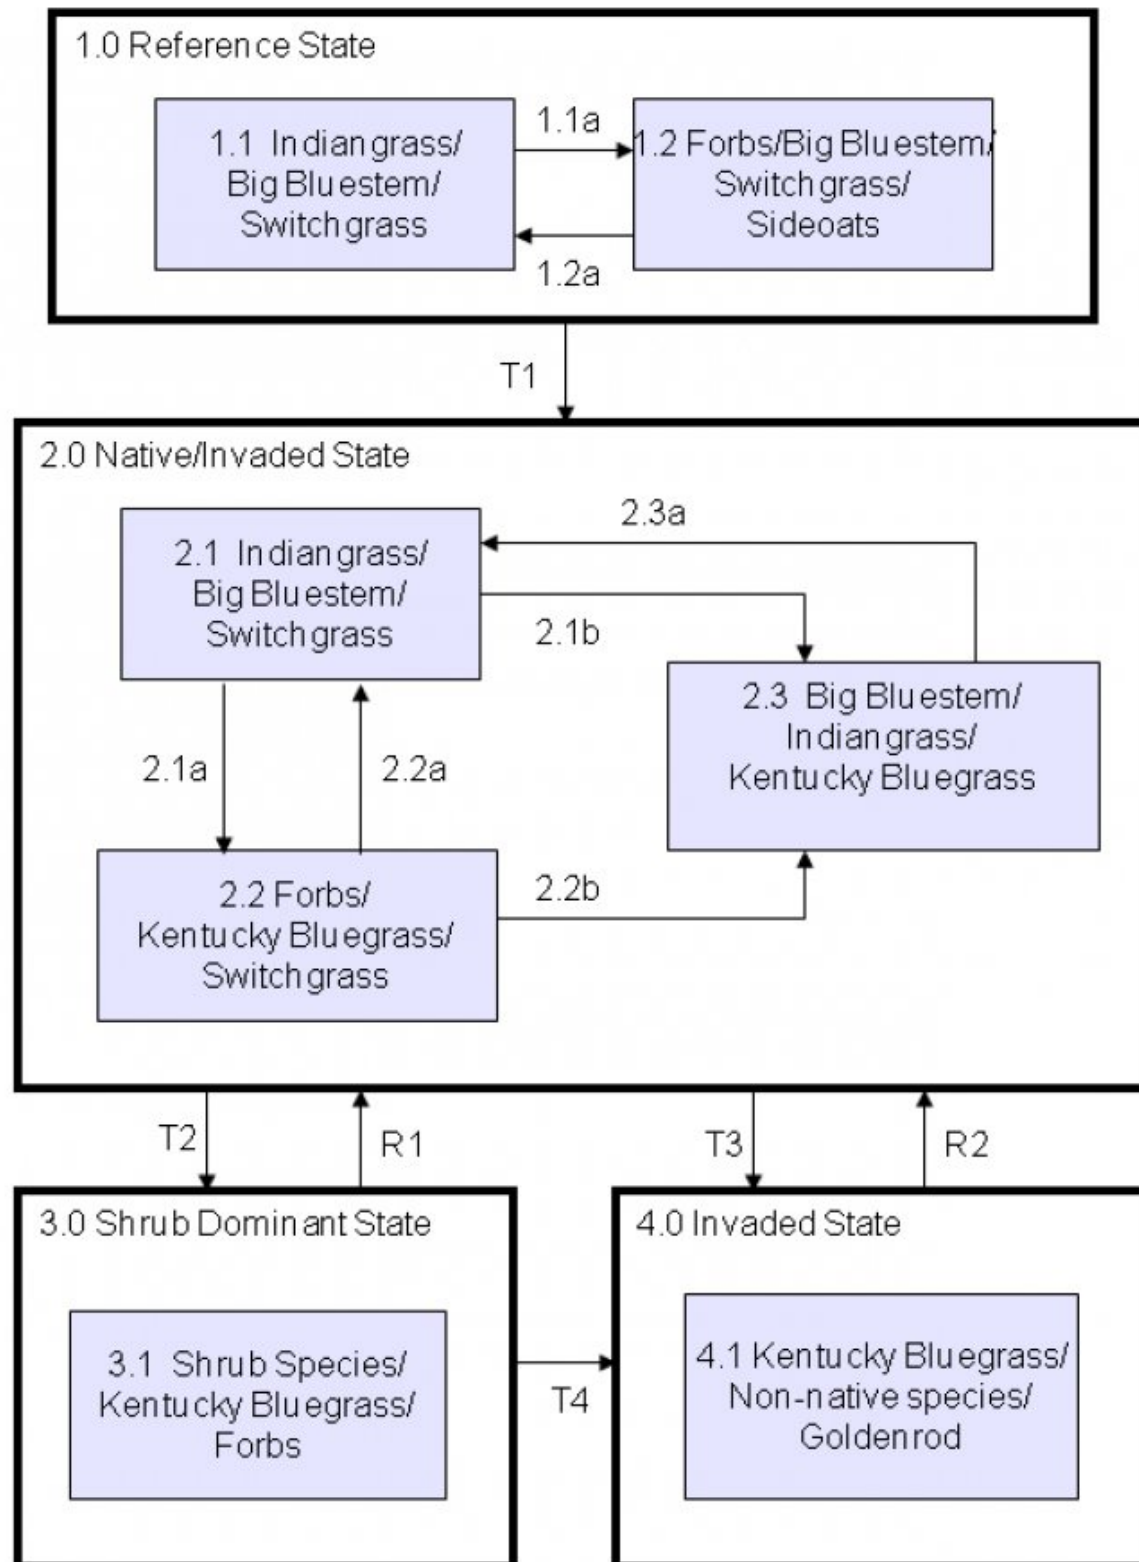 1.0 Reference State
1.1 Indiangrass/
Big Bluestem/
Switchgrass
1.1a
1.2 Forbs/Big Bluestem/
Switchgrass/
Sideoats
1.2a
T1
2.0 Native/Invaded State
2.1 Indiangrass/
Big Bluestem/
Switchgrass
2.3a
2.1b
2.3 Big Bluestem/
Indiangrass/
Kentucky Bluegrass
2.1a
2.2a
2.2 Forbs/
Kentucky Bluegrass/
Switchgrass
2.2b
T2
R1
T3
R2
3.0 Shrub Dominant State
3.1 Shrub Species/
Kentucky Bluegrass/
Forbs
T4
4.0 Invaded State
4.1 Kentucky Bluegrass/
Non-native species/
Goldenrod